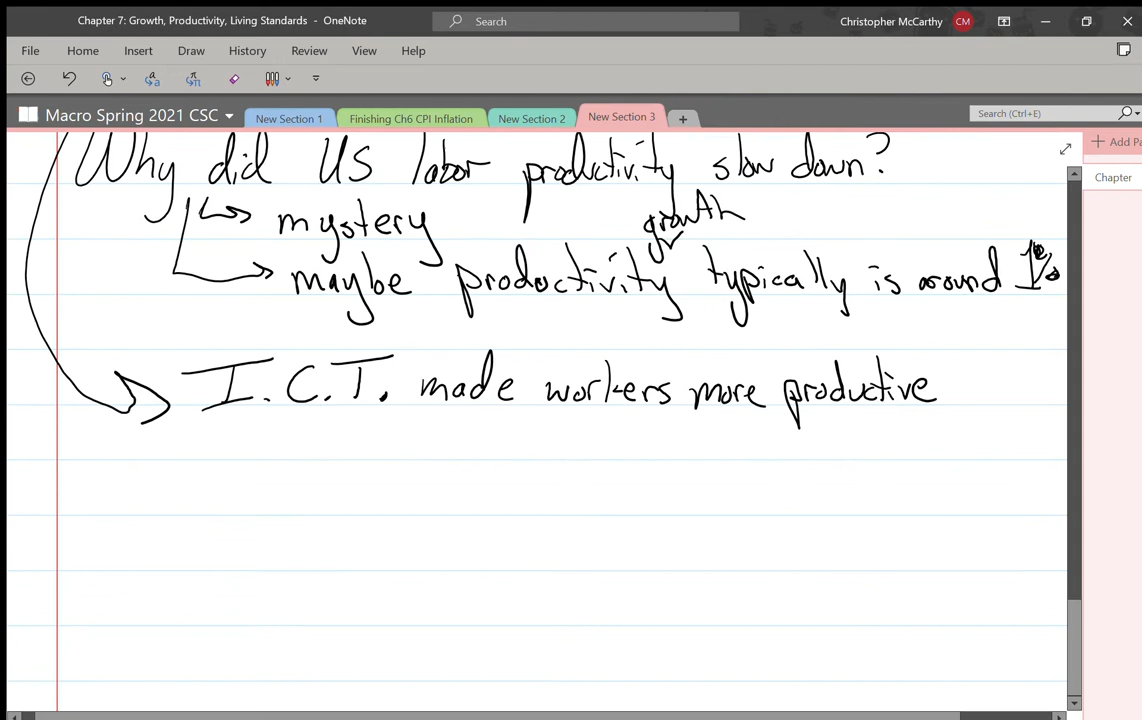 Chapter 7: Growth, Productivity, Living Standards - OneNote
Search
Christopher McCarthy CM
File Home Insert Draw History Review View Help
Macro Spring 2021 CSC
New Section 1
Finishing Ch6 CPI Inflation
New Section 2
New Section 3
Search (Ctrl+E)
Add Pa
Chapter
Why did US labor productivity slow down?
mystery
growth
maybe productivity typically is around 1%
I.C.T. made workers more productive